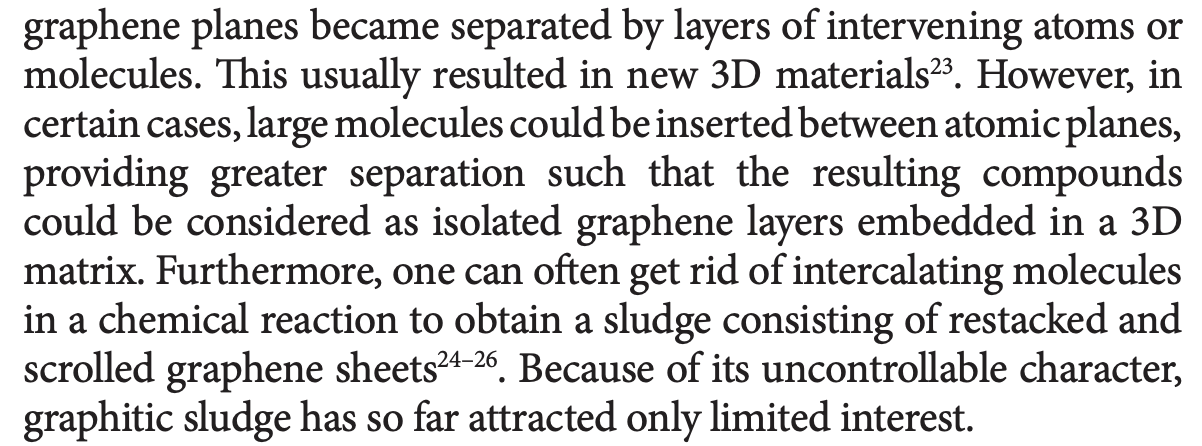 graphene planes became separated by layers of intervening atoms or
molecules. This usually resulted in new 3D materials²³. However, in
certain cases, large molecules could be inserted between atomic planes,
providing greater separation such that the resulting compounds
could be considered as isolated graphene layers embedded in a 3D
matrix. Furthermore, one can often get rid of intercalating molecules
in a chemical reaction to obtain a sludge consisting of restacked and
scrolled graphene sheets²⁴⁻²⁶. Because of its uncontrollable character,
graphitic sludge has so far attracted only limited interest.